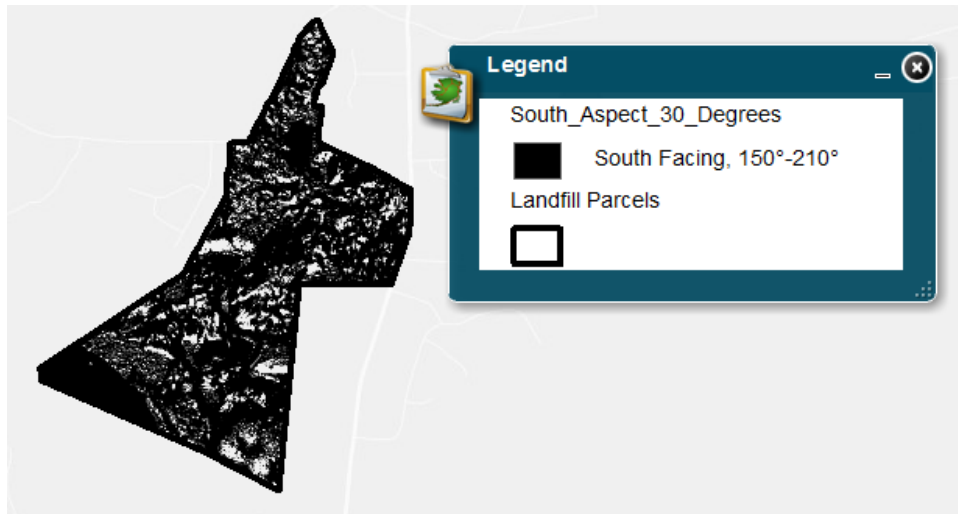 Legend
South_Aspect_30_Degrees
South Facing, 150°-210°
Landfill Parcels